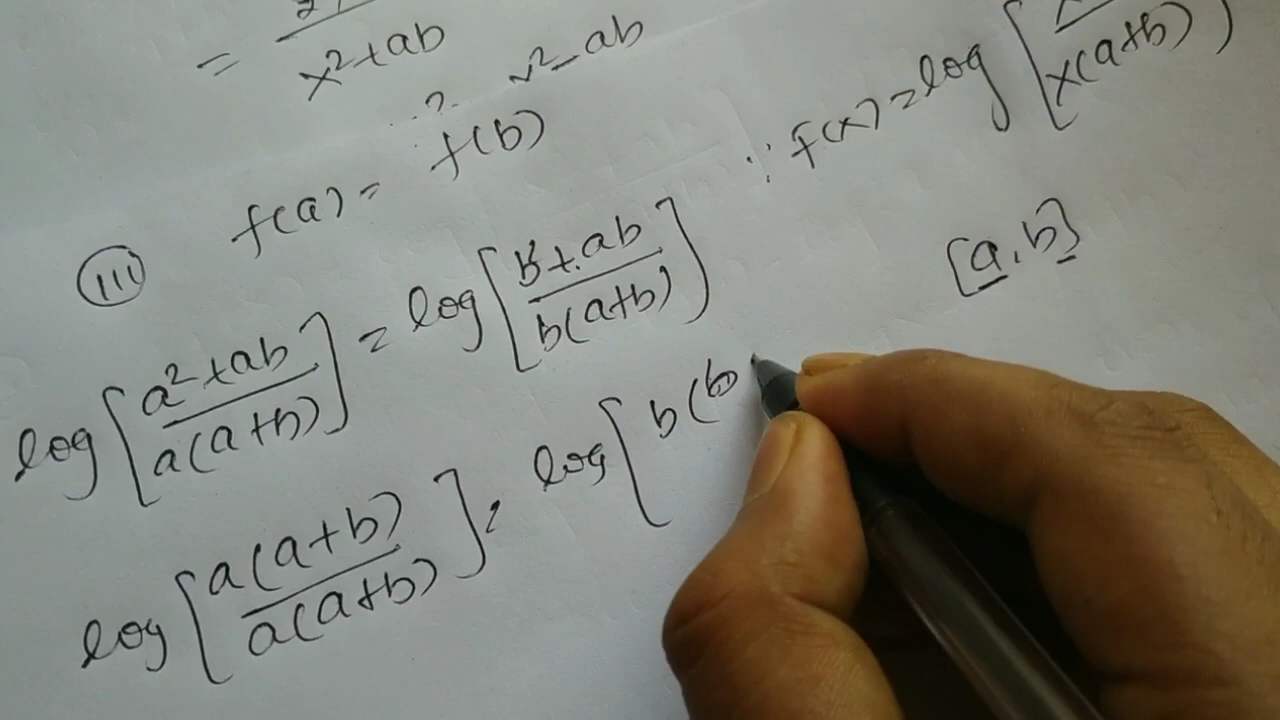 = x²+ab
x²-ab
∵ f(x) = log[ x(a+b)
(III) f(a) = f(b)
[a,b]
log[a²+ab / a(a+b)] = log[b²+ab / b(a+b)]
log[a(a+b) / a(a+b)] = log[b(b